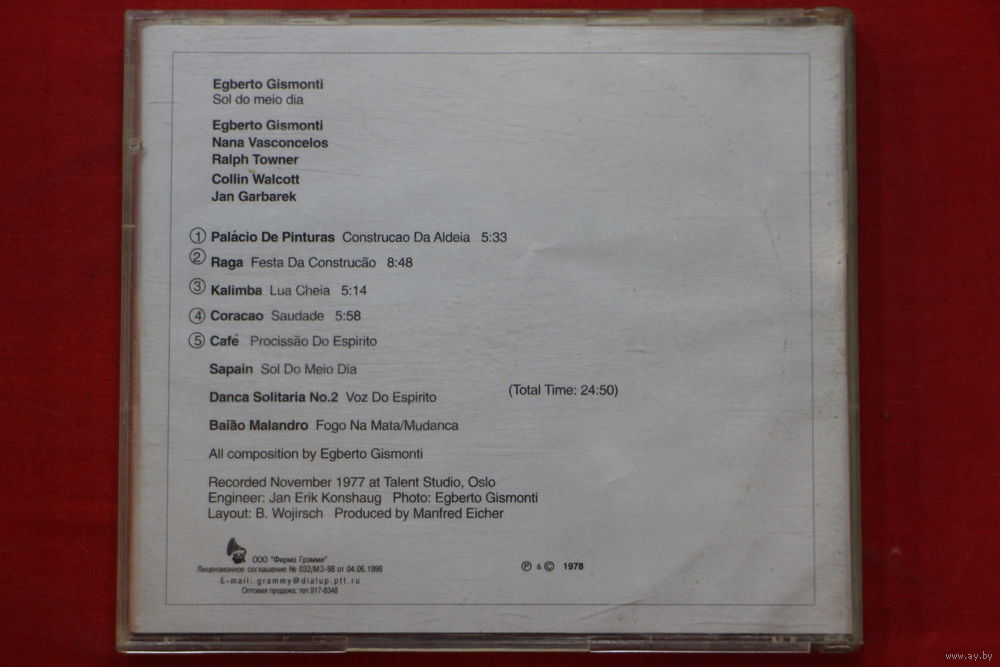 Egberto Gismonti
Sol do meio dia
Egberto Gismonti
Nana Vasconcelos
Ralph Towner
Collin Walcott
Jan Garbarek
① Palácio De Pinturas Construcao Da Aldeia 5:33
② Raga Festa Da Construcão 8:48
③ Kalimba Lua Cheia 5:14
④ Coracao Saudade 5:58
⑤ Café Procissão Do Espirito
Sapain Sol Do Meio Dia
(Total Time: 24:50)
Danca Solitaria No.2 Voz Do Espirito
Baião Malandro Fogo Na Mata/Mudanca
All composition by Egberto Gismonti
Recorded November 1977 at Talent Studio, Oslo
Engineer: Jan Erik Konshaug Photo: Egberto Gismonti
Layout: B. Wojirsch Produced by Manfred Eicher
ООО "Фирма Грэмми"
Лицензионное соглашение № 032/МЗ-98 от 04.06.1998
E-mail: grammy@dialup.ptt.ru
Оптовая продажа: тел 917-8348
℗ & © 1978
www.ay.by